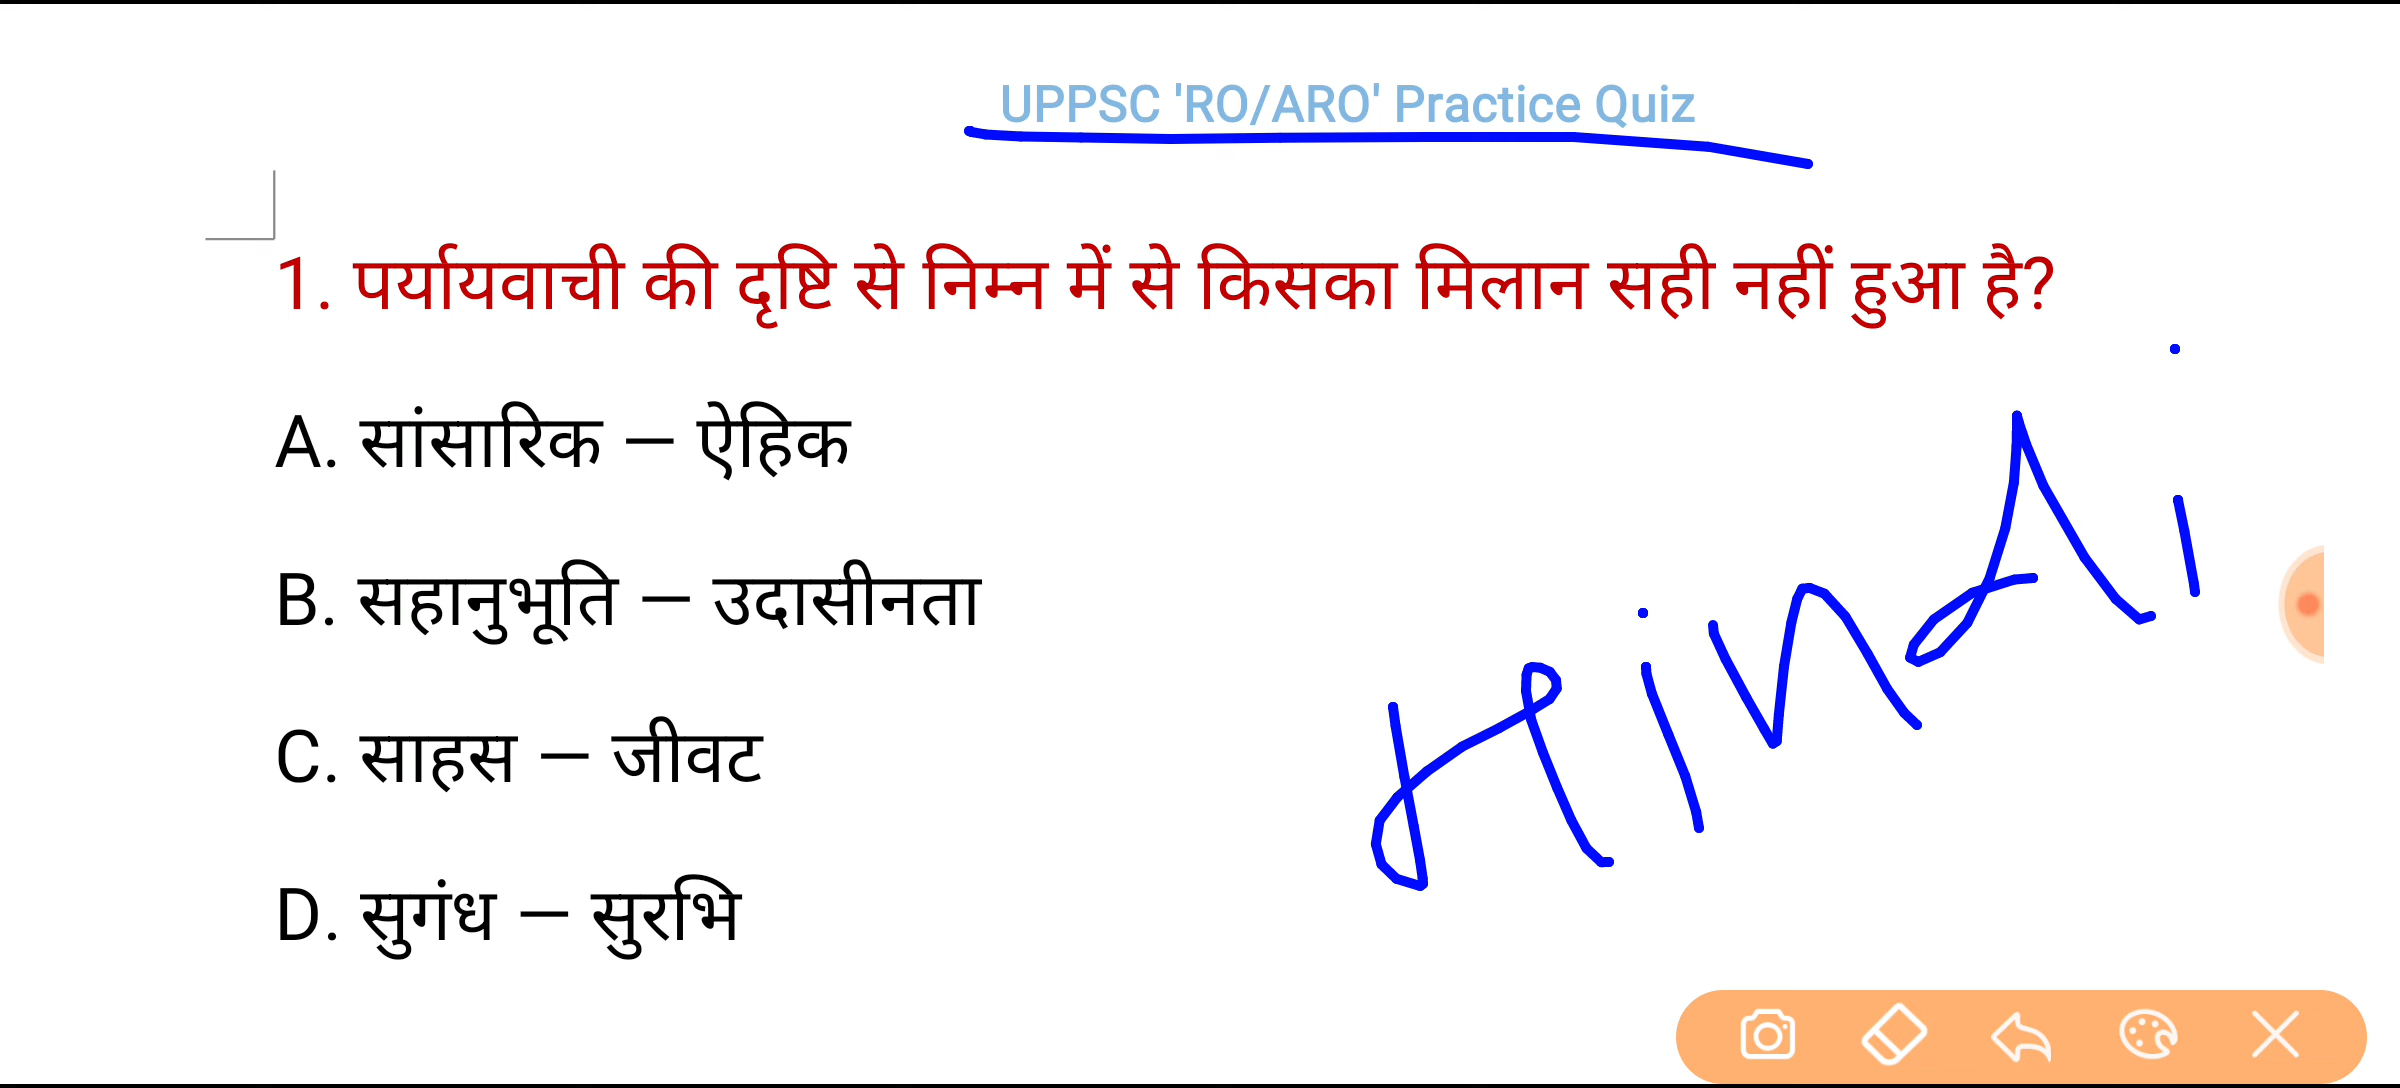 UPPSC 'RO/ARO' Practice Quiz
1. पर्यायवाची की दृष्टि से निम्न में से किसका मिलान सही नहीं हुआ है?
A. सांसारिक – ऐहिक
B. सहानुभूति – उदासीनता
C. साहस – जीवट
D. सुगंध – सुरभि
Hindi